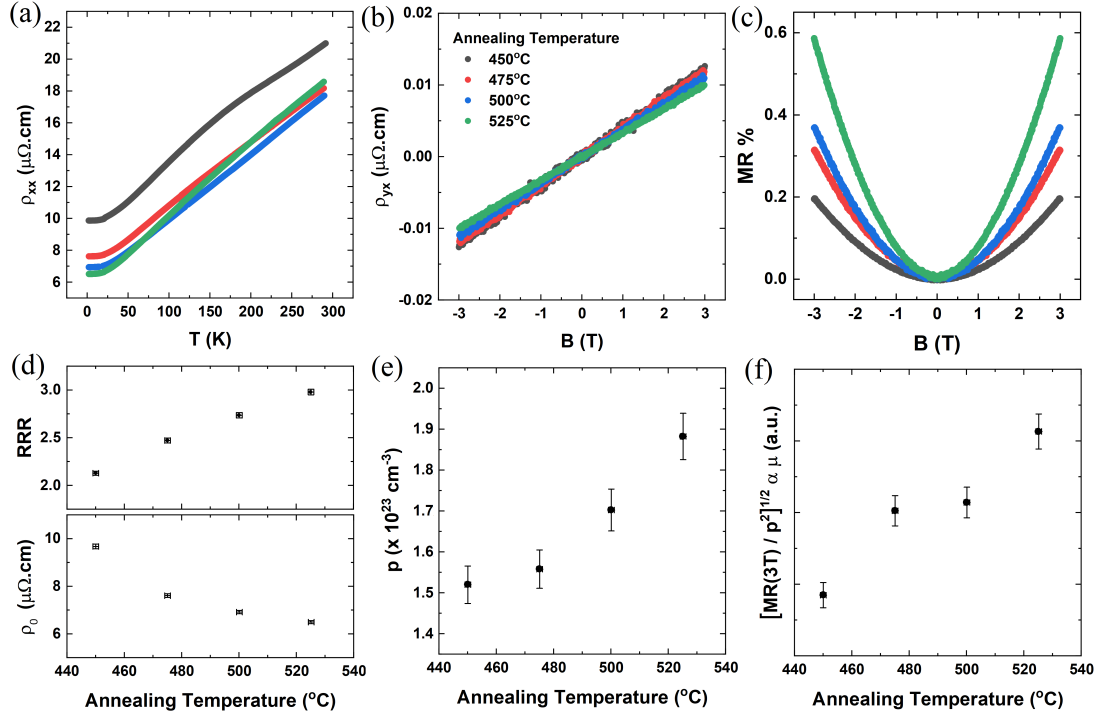 (a)
22
20
18
16
14
12
10
8
6
ρxx (μΩ.cm)
0 50 100 150 200 250 300
T (K)
(b)
0.02
0.01
0.00
-0.01
-0.02
ρyx (μΩ.cm)
Annealing Temperature
450°C
475°C
500°C
525°C
-3 -2 -1 0 1 2 3
B (T)
(c)
0.6
0.4
0.2
0.0
MR %
-3 -2 -1 0 1 2 3
B (T)
(d)
3.0
2.5
2.0
RRR
10
8
6
ρ0 (μΩ.cm)
440 460 480 500 520 540
Annealing Temperature (°C)
(e)
2.0
1.9
1.8
1.7
1.6
1.5
1.4
p (x 10²³ cm⁻³)
440 460 480 500 520 540
Annealing Temperature (°C)
(f)
[MR(3T) / p²]¹/² α μ (a.u.)
440 460 480 500 520 540
Annealing Temperature (°C)